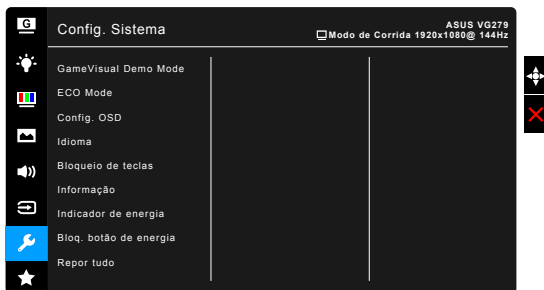 G
Config. Sistema
ASUS VG279
Modo de Corrida 1920x1080@ 144Hz
GameVisual Demo Mode
ECO Mode
Config. OSD
Idioma
Bloqueio de teclas
Informação
Indicador de energia
Bloq. botão de energia
Repor tudo